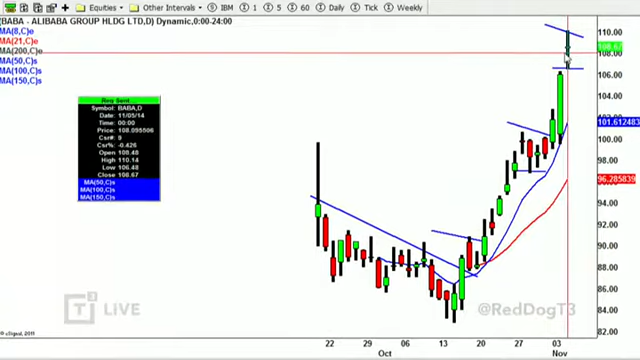 Equities Other Intervals IBM 1 5 60 Daily Tick Weekly
(BABA - ALIBABA GROUP HLDG LTD,D) Dynamic,0:00-24:00
MA(8,C)e
MA(21,C)e
MA(200,C)e
MA(50,C)s
MA(100,C)s
MA(150,C)s
Symbol: BABA,D
Date: 11/05/14
Time: 00:00
Price: 108.095506
Csr#: 9
Csr%: -0.426
Open 108.48
High 110.14
Low 106.48
Close 108.67
MA(50,C)s
MA(100,C)s
MA(150,C)s
110.00
108.67
108.00
106.00
104.00
101.612483
100.00
98.00
96.285839
94.00
92.00
90.00
88.00
86.00
84.00
82.00
T3 LIVE
@RedDogT3
© eSignal, 2011
22 29 06 13 20 27 03
Oct Nov